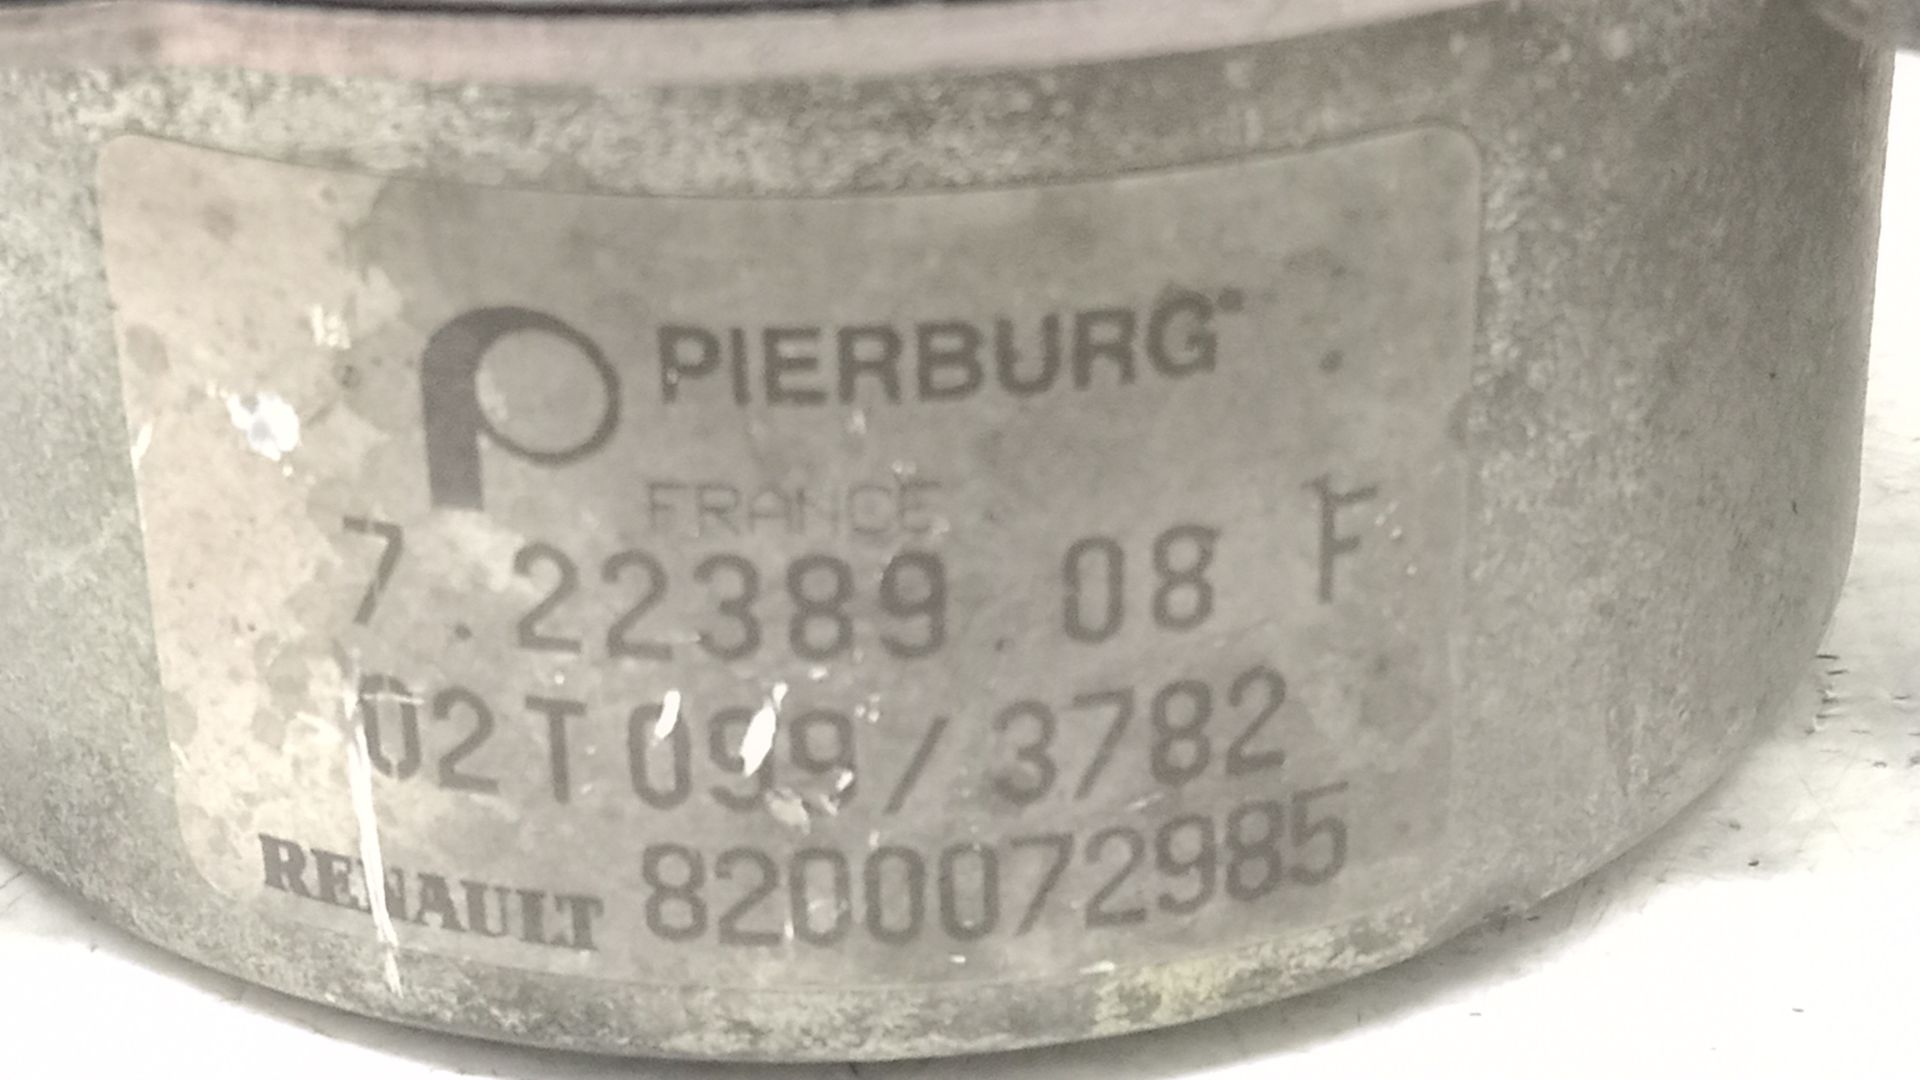 PIERBURG
FRANCE
7.22389.08 F
02T099/3782
RENAULT 8200072985